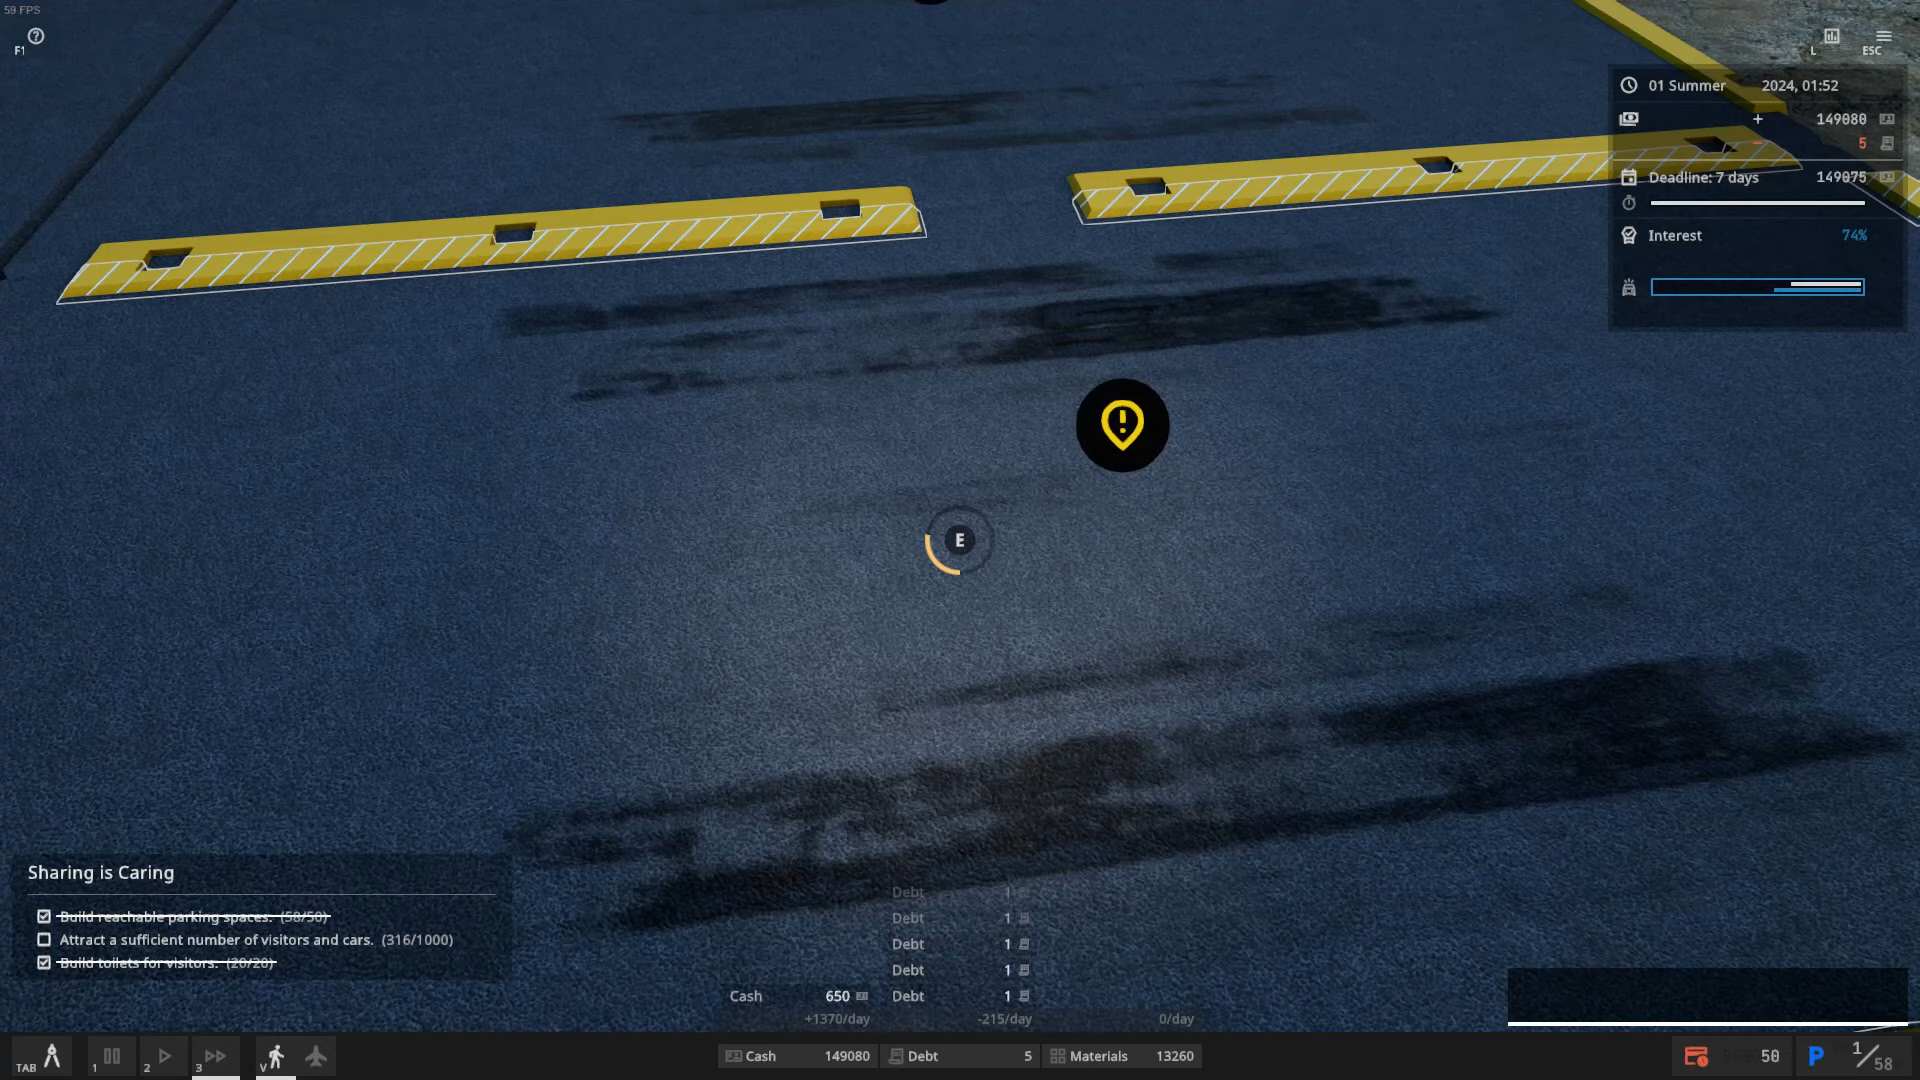 59 FPS
F1
L
ESC
01 Summer 2024, 01:52
+ 149080
- 5
Deadline: 7 days 149075
Interest 74%
E
Sharing is Caring
Build reachable parking spaces. (58/50)
Attract a sufficient number of visitors and cars. (316/1000)
Build toilets for visitors. (20/20)
Debt 1
Debt 1
Debt 1
Debt 1
Cash 650 Debt 1
+1370/day -215/day 0/day
TAB 1 2 3 V
Cash 149080 Debt 5 Materials 13260
50 P 1/58